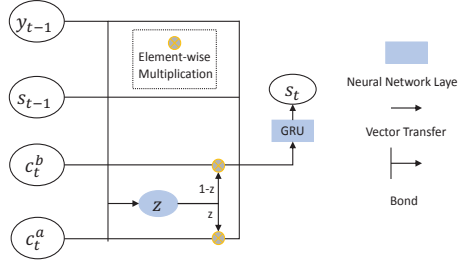 y_{t-1}
Element-wise
Multiplication
s_{t-1}
s_t
Neural Network Laye
GRU
Vector Transfer
c_t^b
1-z
z
z
Bond
c_t^a